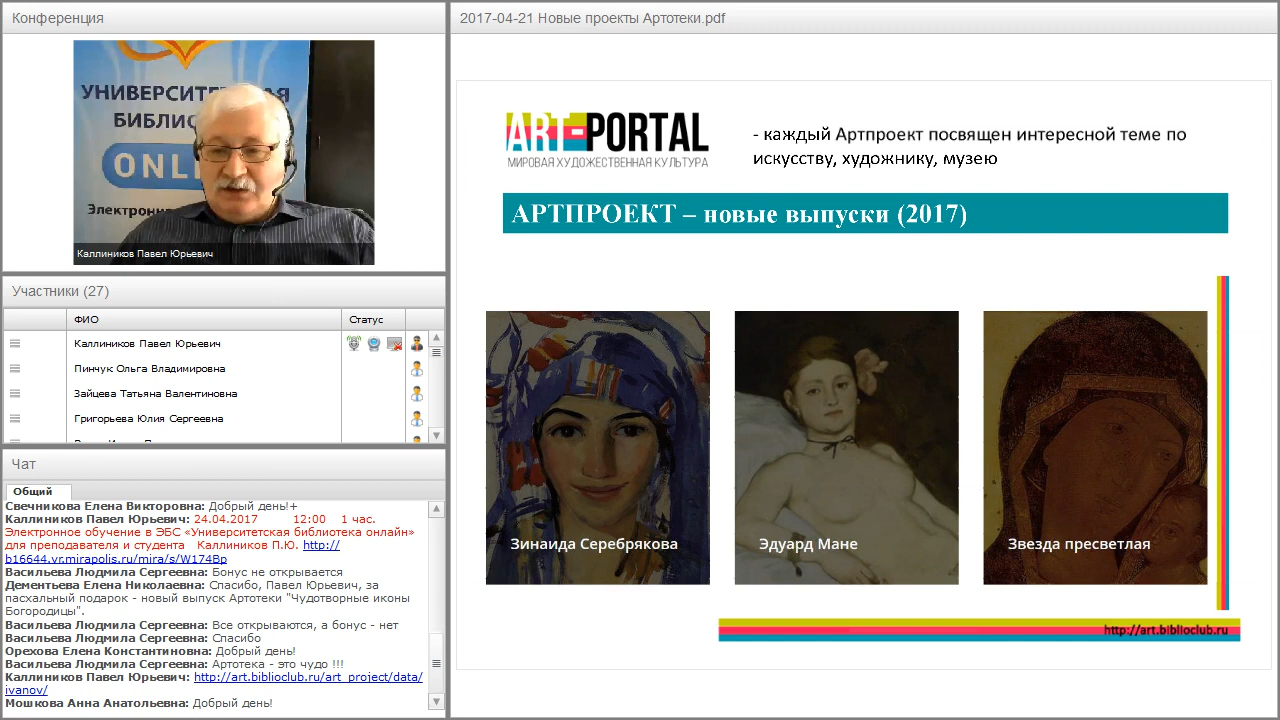 Конференция
УНИВЕРСИТЕТСКАЯ
ONL
Каллиников Павел Юрьевич
Участники (27)
ФИО Статус
Каллиников Павел Юрьевич
Пинчук Ольга Владимировна
Зайцева Татьяна Валентиновна
Григорьева Юлия Сергеевна
Чат
Общий
Свечникова Елена Викторовна: Добрый день!+
Каллиников Павел Юрьевич: 24.04.2017 12:00 1 час.
Электронное обучение в ЭБС «Университетская библиотека онлайн»
для преподавателя и студента Каллиников П.Ю. http://
b16644.vr.mirapolis.ru/mira/s/W174Bp
Васильева Людмила Сергеевна: Бонус не открывается
Дементьева Елена Николаевна: Спасибо, Павел Юрьевич, за
пасхальный подарок - новый выпуск Артотеки "Чудотворные иконы
Богородицы".
Васильева Людмила Сергеевна: Все открываются, а бонус - нет
Васильева Людмила Сергеевна: Спасибо
Орехова Елена Константиновна: Добрый день!
Васильева Людмила Сергеевна: Артотека - это чудо !!!
Каллиников Павел Юрьевич: http://art.biblioclub.ru/art_project/data/
ivanov/
Мошкова Анна Анатольевна: Добрый день!
2017-04-21 Новые проекты Артотеки.pdf
ART-PORTAL
МИРОВАЯ ХУДОЖЕСТВЕННАЯ КУЛЬТУРА
- каждый Артпроект посвящен интересной теме по
искусству, художнику, музею
АРТПРОЕКТ – новые выпуски (2017)
Зинаида Серебрякова
Эдуард Мане
Звезда пресветлая
http://art.biblioclub.ru